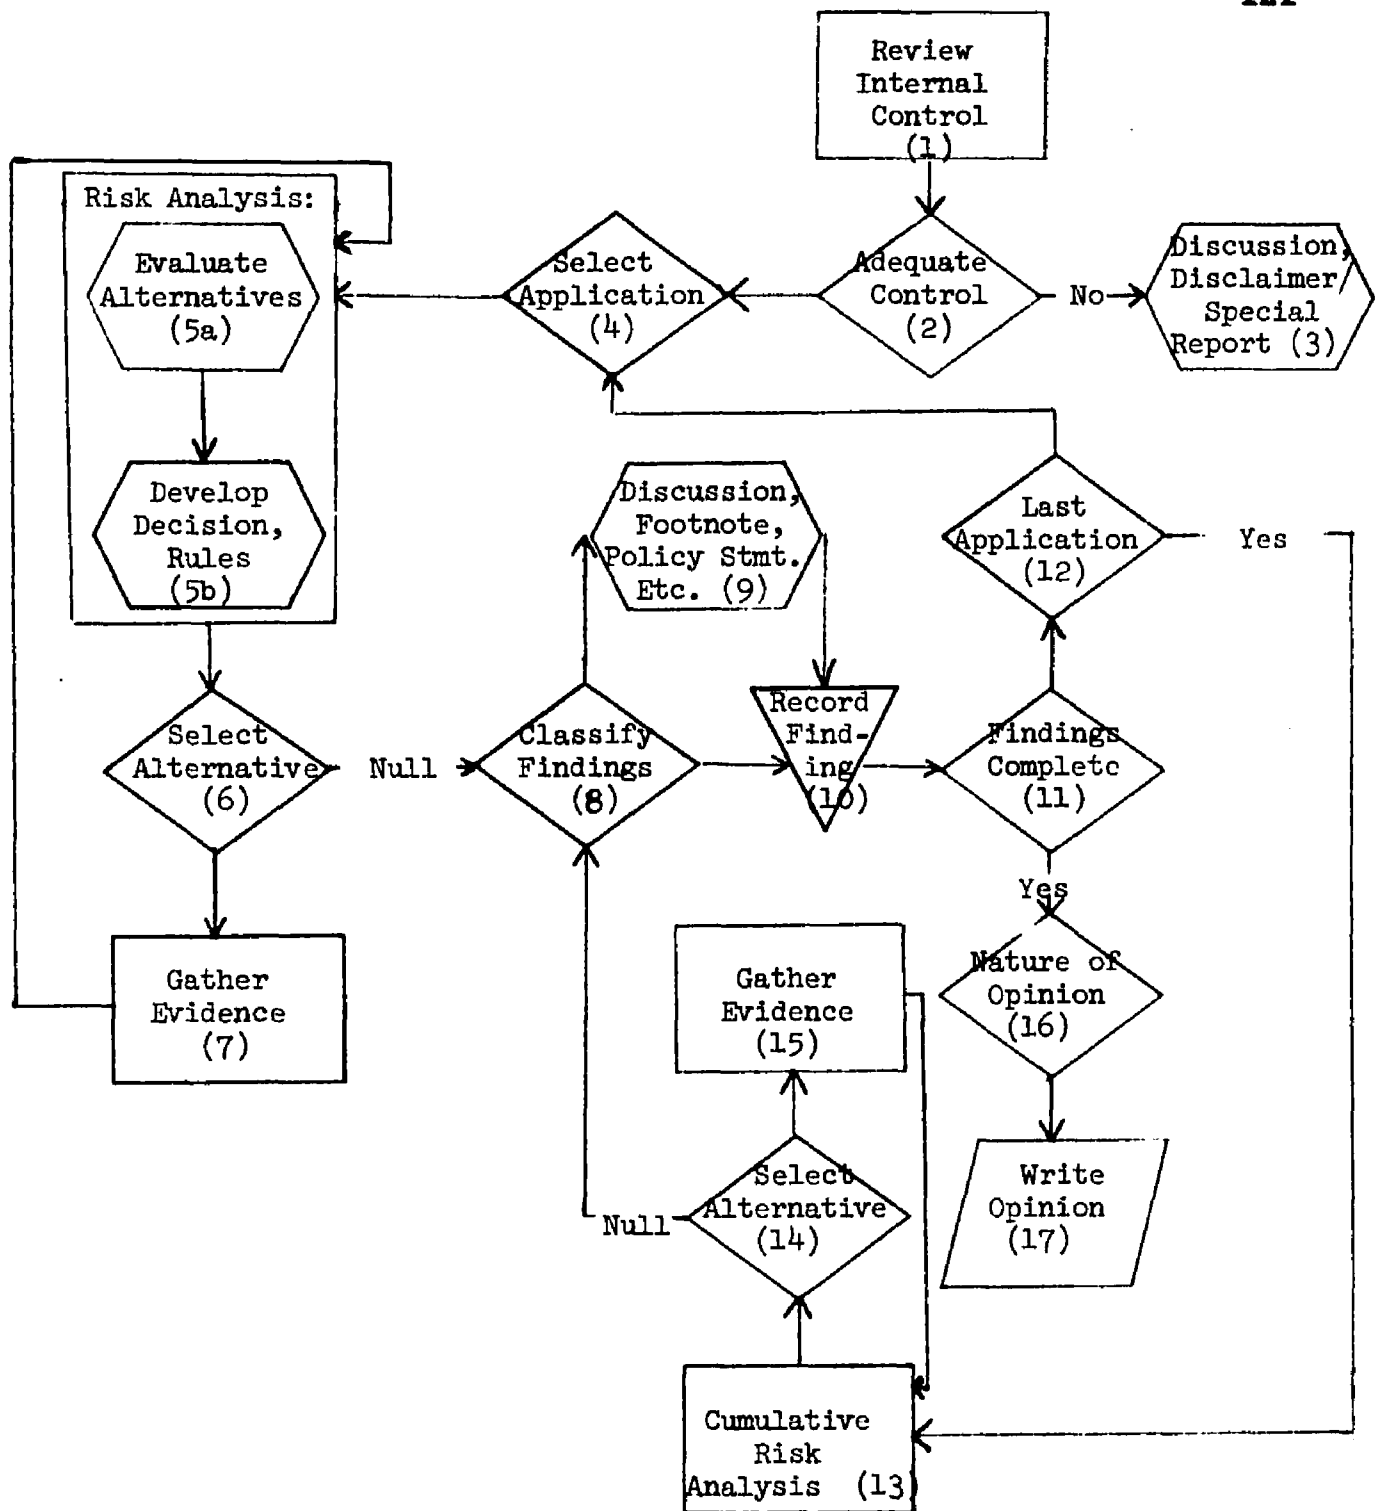 Review
Internal
Control
(1)
Risk Analysis:
Evaluate
Alternatives
(5a)
Select
Application
(4)
Adequate
Control
(2)
No
Discussion,
Disclaimer/
Special
Report (3)
Develop
Decision,
Rules
(5b)
Discussion,
Footnote,
Policy Stmt.
Etc. (9)
Last
Application
(12)
Yes
Select
Alternative
(6)
Null
Classify
Findings
(8)
Record
Find-
ing
(10)
Findings
Complete
(11)
Yes
Gather
Evidence
(7)
Gather
Evidence
(15)
Nature of
Opinion
(16)
Select
Alternative
(14)
Null
Write
Opinion
(17)
Cumulative
Risk
Analysis (13)